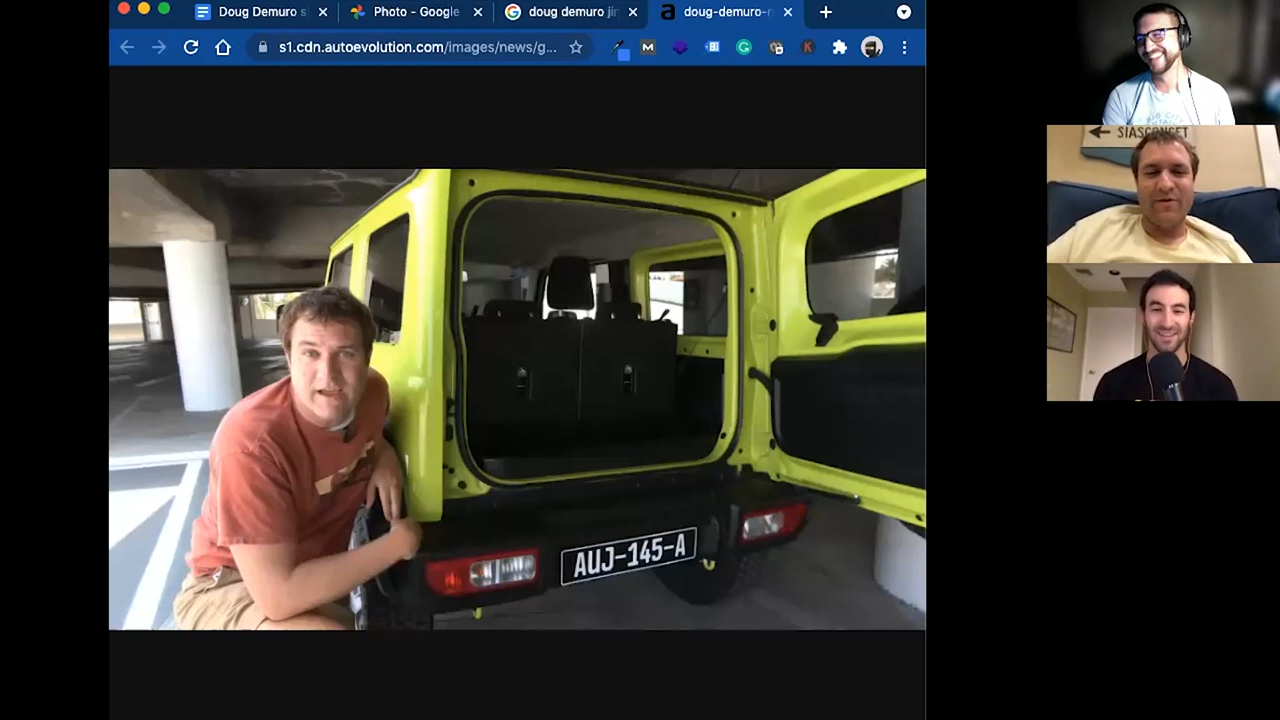 Doug Demuro s
Photo - Google
doug demuro jin
doug-demuro-r
s1.cdn.autoevolution.com/images/news/g...
SIASCONSET
AUJ-145-A